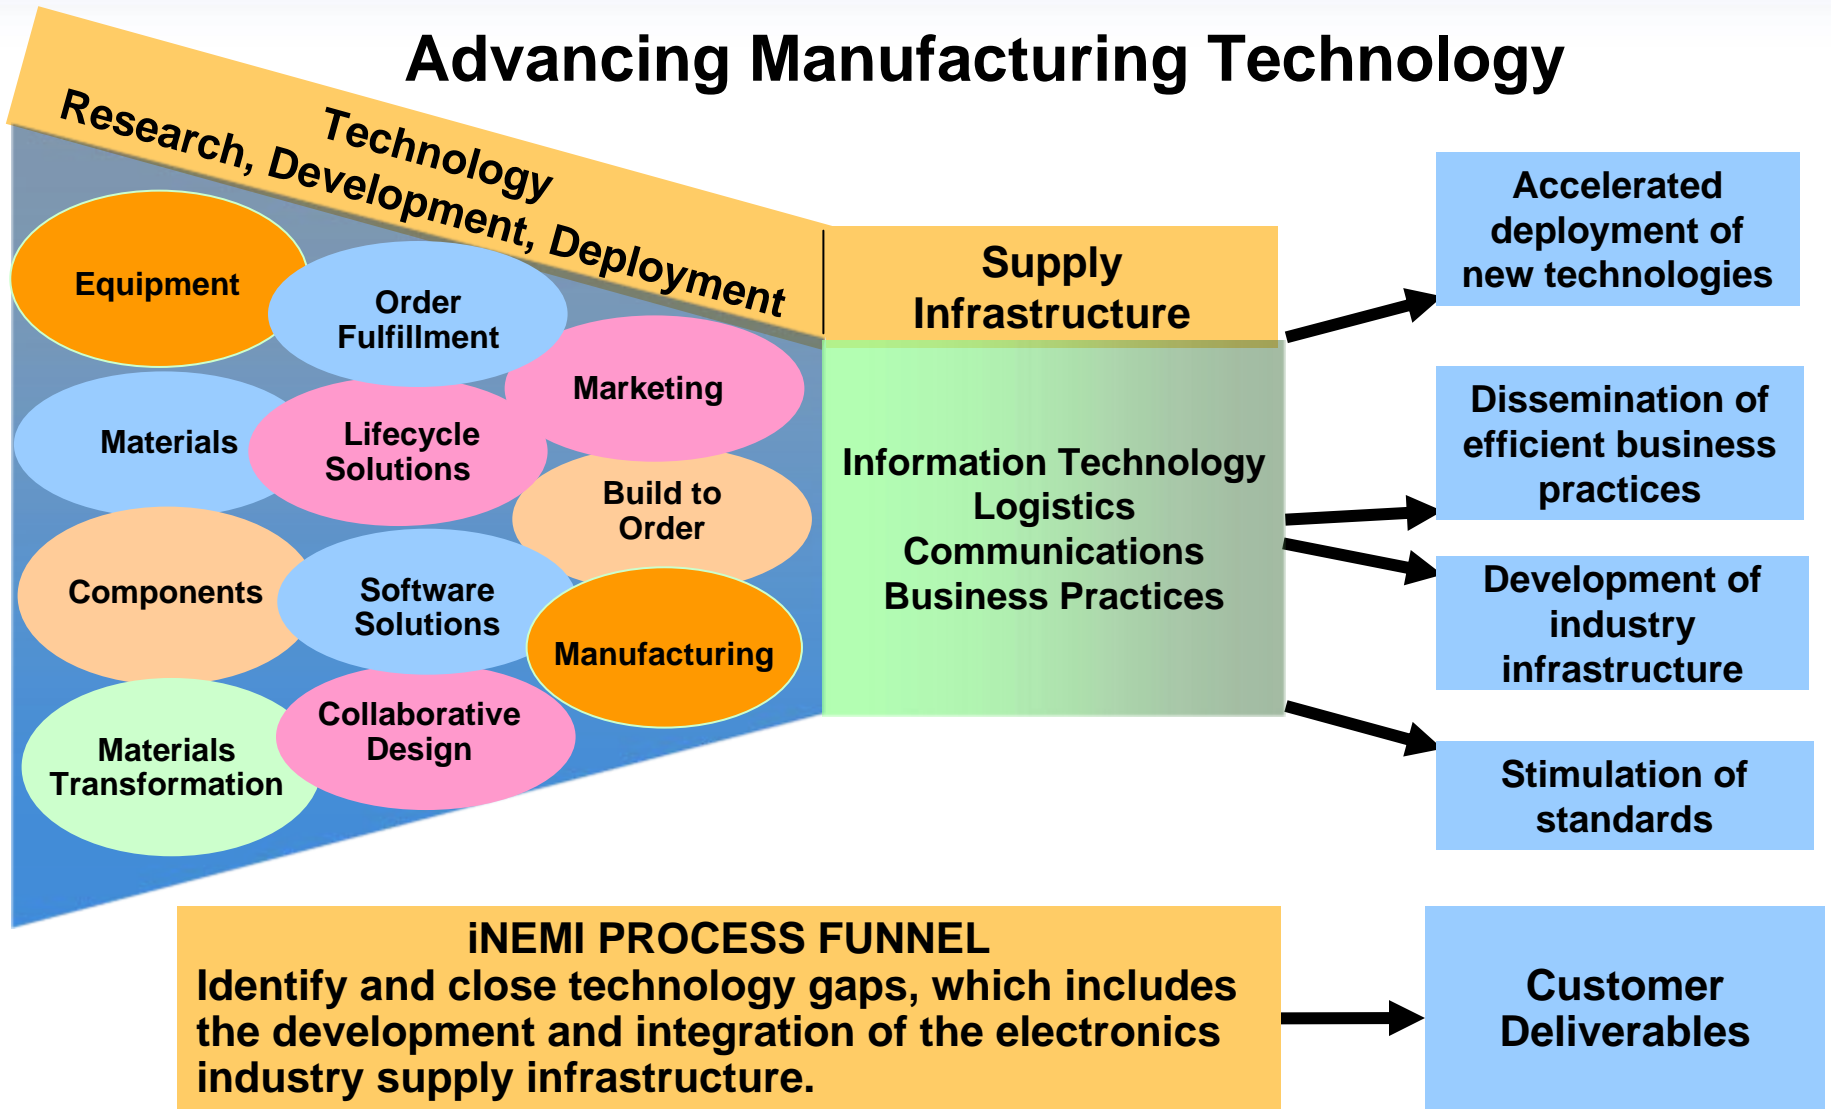 Advancing Manufacturing Technology
Technology
Research, Development, Deployment
Supply
Infrastructure
Equipment
Order
Fulfillment
Marketing
Materials
Lifecycle
Solutions
Build to
Order
Components
Software
Solutions
Manufacturing
Collaborative
Design
Materials
Transformation
Information Technology
Logistics
Communications
Business Practices
Accelerated
deployment of
new technologies
Dissemination of
efficient business
practices
Development of
industry
infrastructure
Stimulation of
standards
iNEMI PROCESS FUNNEL
Identify and close technology gaps, which includes
the development and integration of the electronics
industry supply infrastructure.
Customer
Deliverables